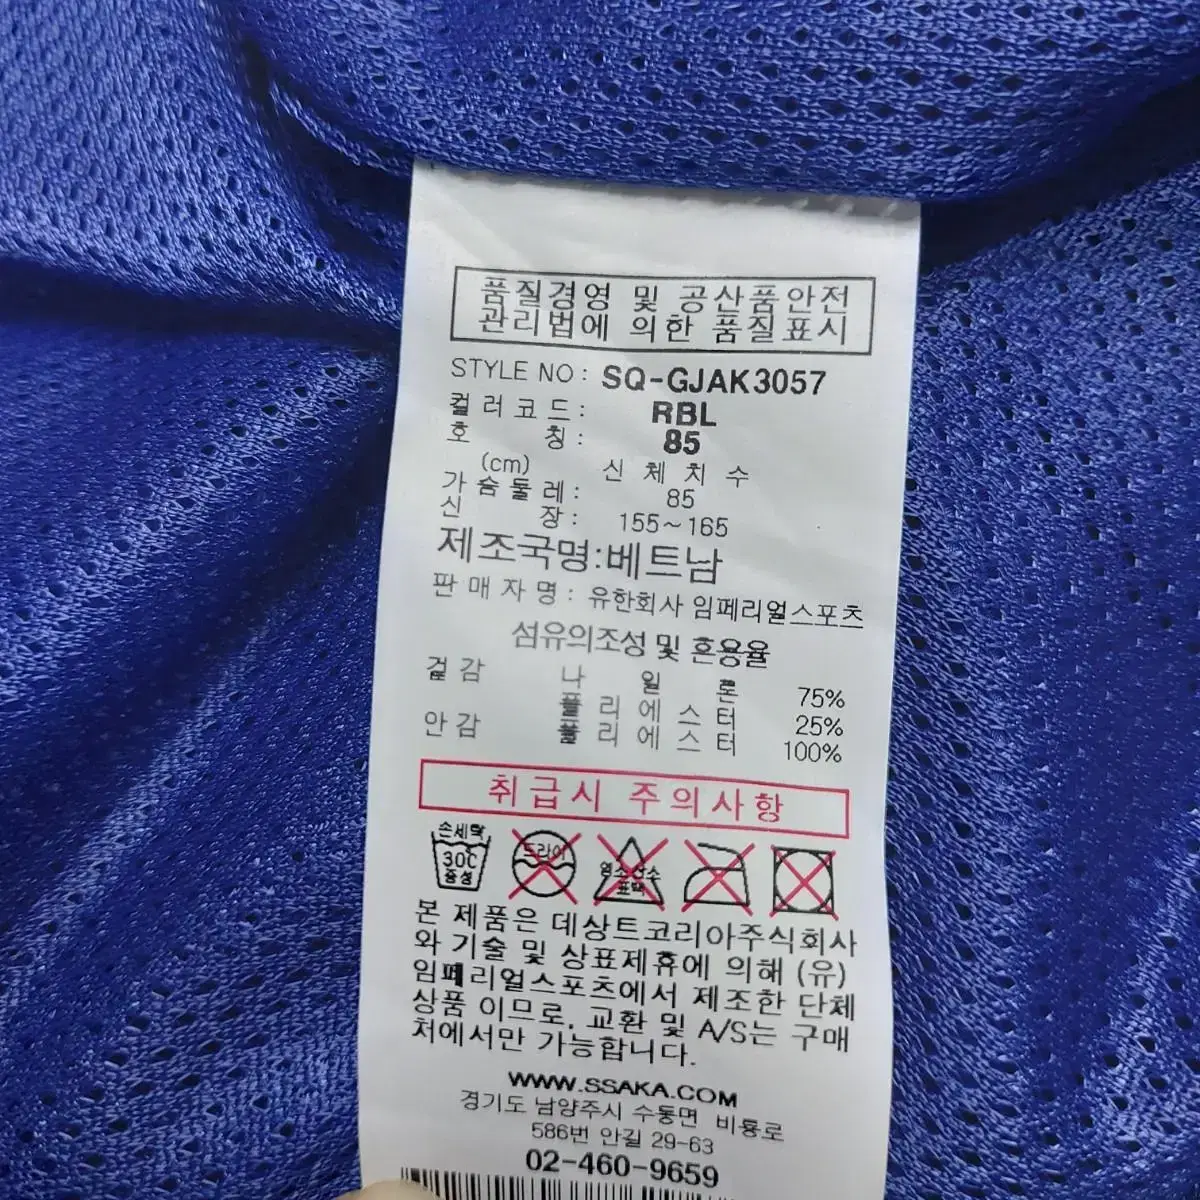 품질경영 및 공산품안전
관리법에 의한 품질표시
STYLE NO : SQ-GJAK3057
컬러코드 : RBL
호 칭 : 85
(cm) 신체치수
가슴둘레 : 85
신 장 : 155~165
제조국명:베트남
판매자명 : 유한회사 임페리얼스포츠
섬유의조성 및 혼용율
겉감 나일론 75%
폴리에스터 25%
안감 폴리에스터 100%
취급시 주의사항
손세탁 30C 중성 드라이 염소산소 표백
본 제품은 데상트코리아주식회사
와 기술 및 상표제휴에 의해 (유)
임페리얼스포츠에서 제조한 단체
상품 이므로, 교환 및 A/S는 구매
처에서만 가능합니다.
WWW.SSAKA.COM
경기도 남양주시 수동면 비룡로
586번 안길 29-63
02-460-9659